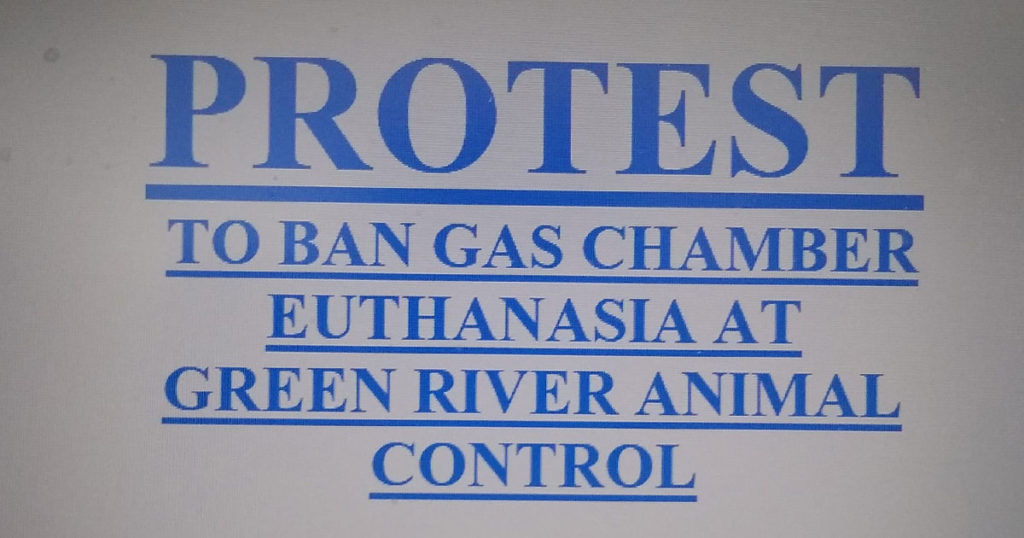 PROTEST
TO BAN GAS CHAMBER
EUTHANASIA AT
GREEN RIVER ANIMAL
CONTROL